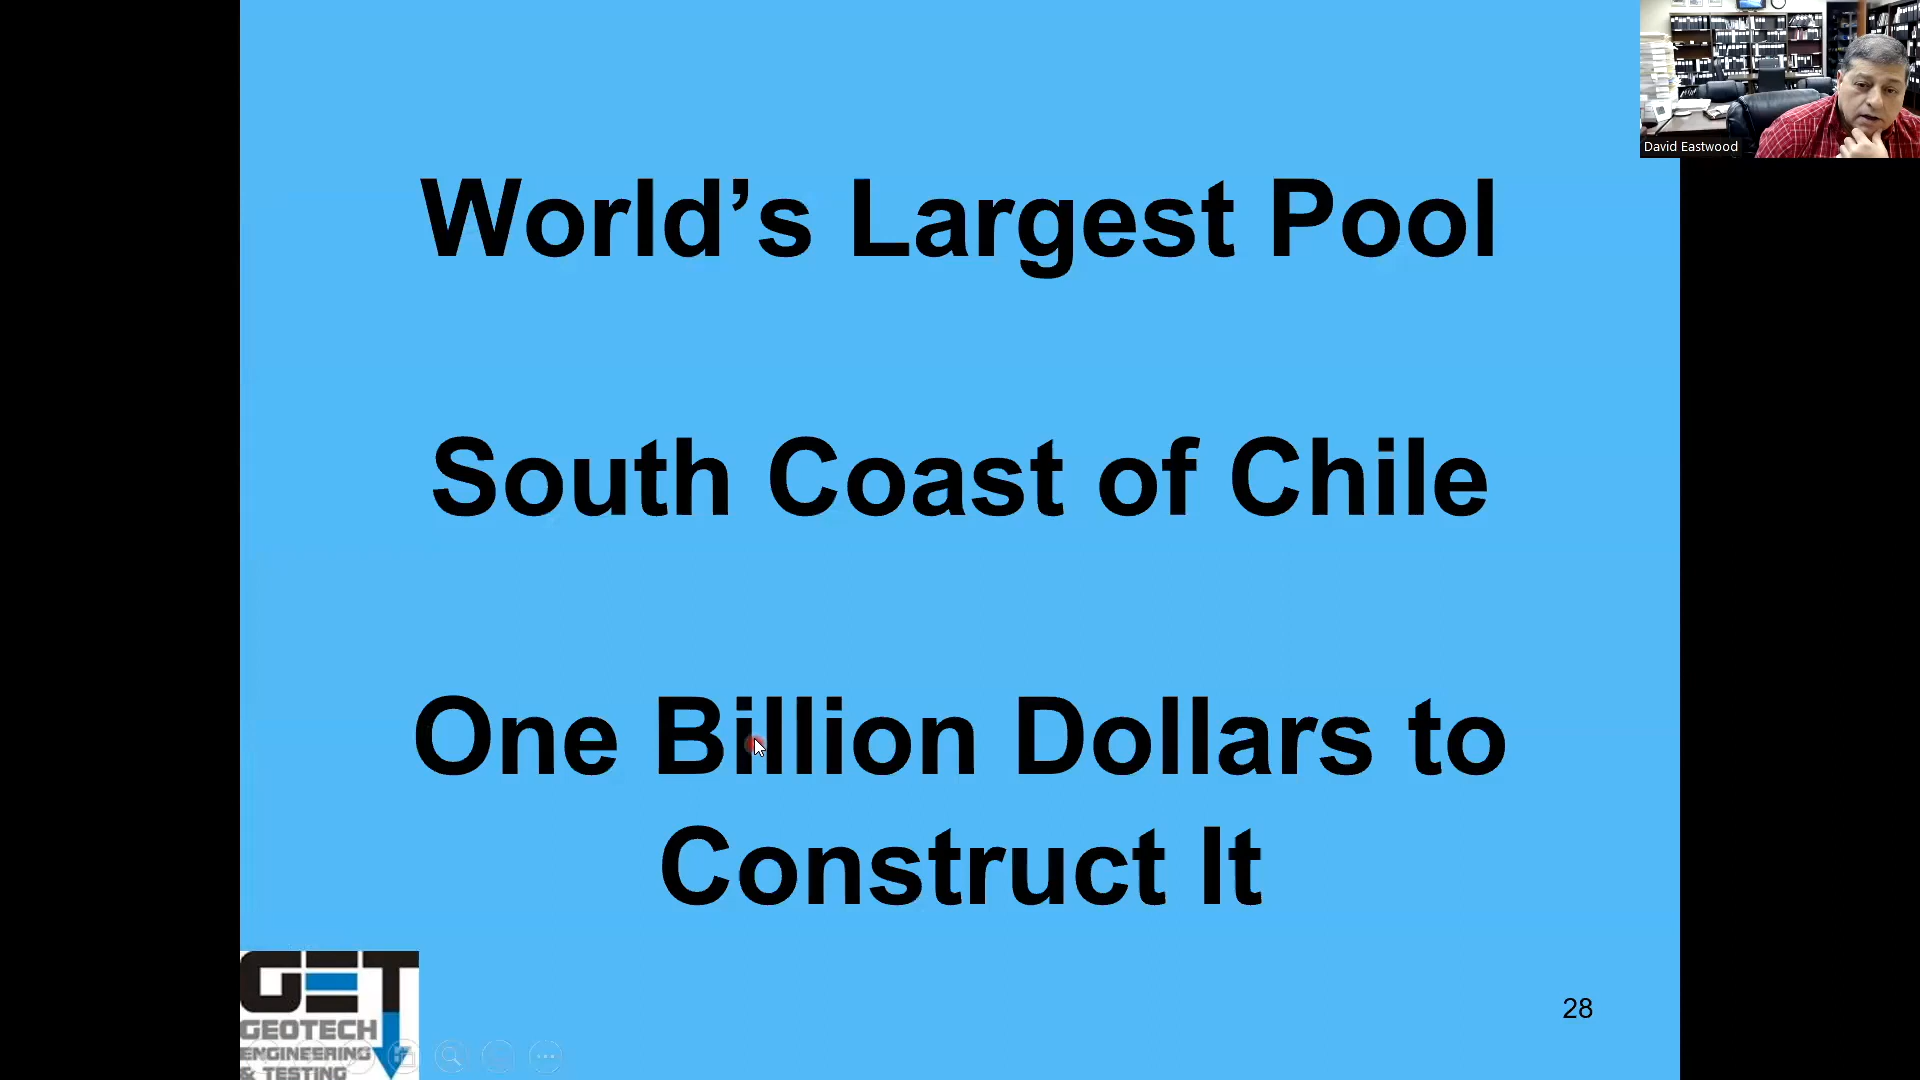 David Eastwood
World’s Largest Pool
South Coast of Chile
One Billion Dollars to
Construct It
GET
GEOTECH
ENGINEERING
& TESTING
28